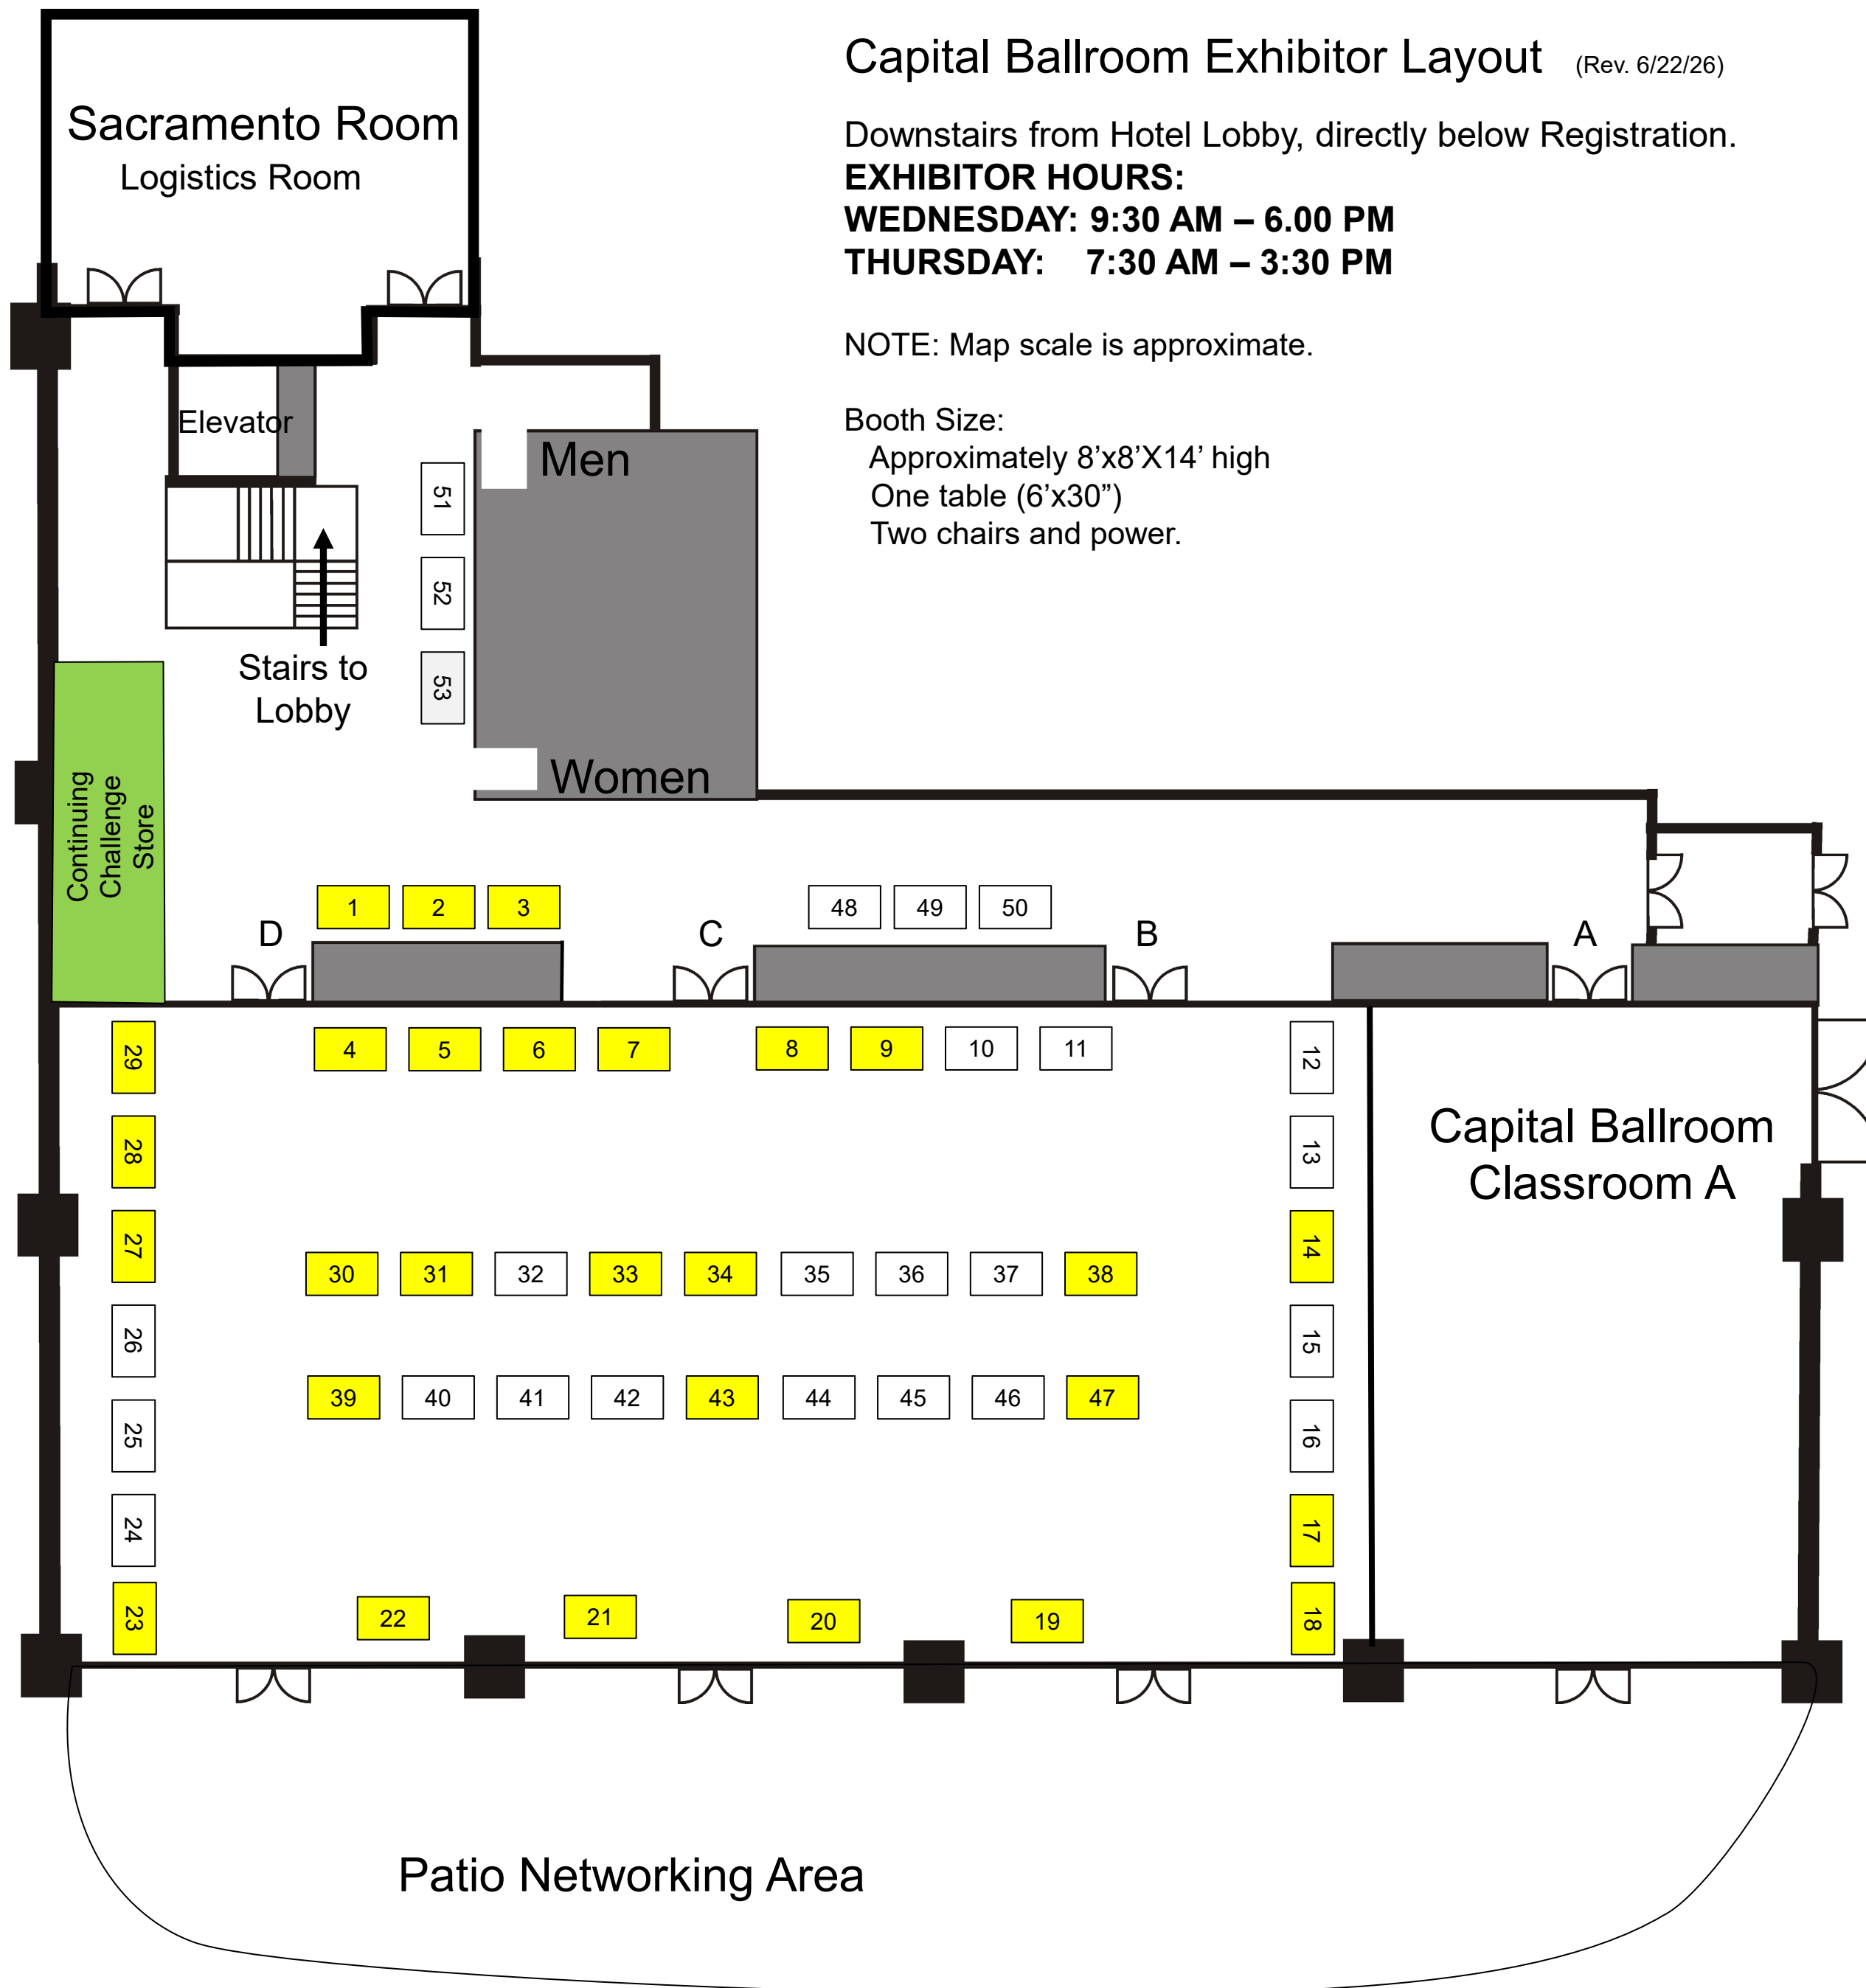 Capital Ballroom Exhibitor Layout (Rev. 6/22/26)
Downstairs from Hotel Lobby, directly below Registration.
EXHIBITOR HOURS:
WEDNESDAY: 9:30 AM – 6.00 PM
THURSDAY: 7:30 AM – 3:30 PM
NOTE: Map scale is approximate.
Booth Size:
Approximately 8’x8’X14’ high
One table (6’x30”)
Two chairs and power.
Sacramento Room
Logistics Room
Elevator
Men
51
52
53
Stairs to
Lobby
Women
Continuing
Challenge
Store
1 2 3 48 49 50
D C B A
4 5 6 7 8 9 10 11
29
28
27
26
25
24
23
12
13
14
15
16
17
18
Capital Ballroom
Classroom A
30 31 32 33 34 35 36 37 38
39 40 41 42 43 44 45 46 47
22 21 20 19
Patio Networking Area